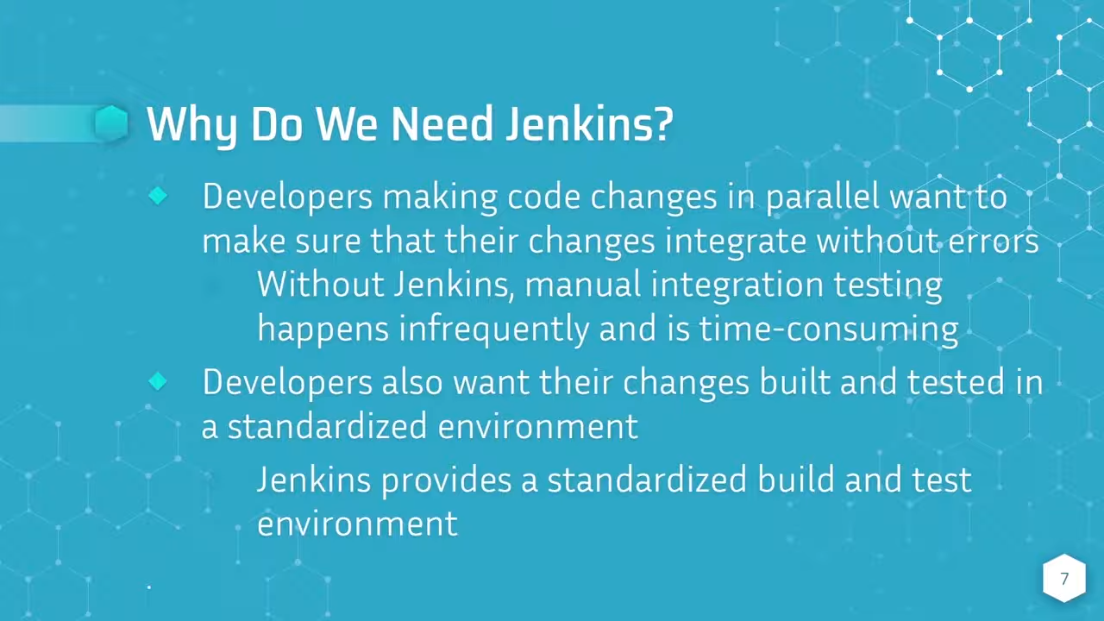 Why Do We Need Jenkins?
Developers making code changes in parallel want to
make sure that their changes integrate without errors
Without Jenkins, manual integration testing
happens infrequently and is time-consuming
Developers also want their changes built and tested in
a standardized environment
Jenkins provides a standardized build and test
environment
7